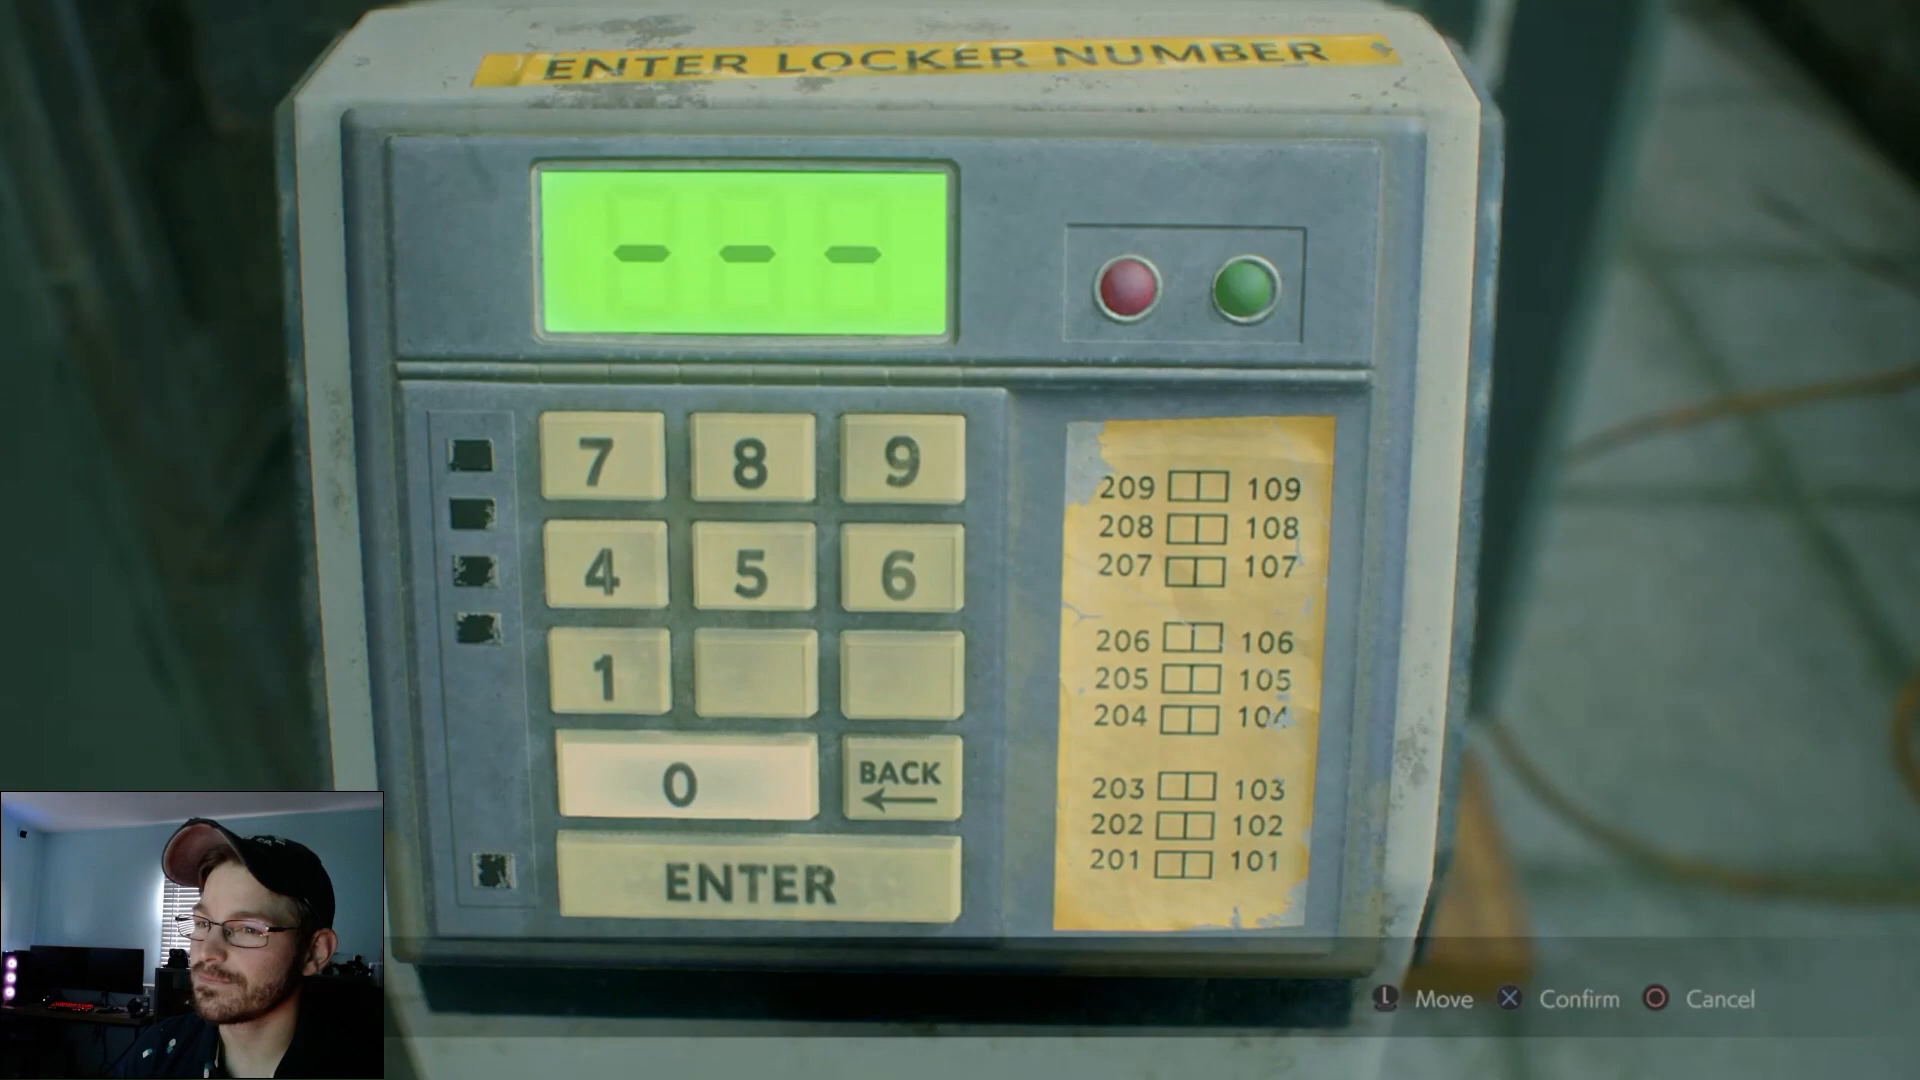 ENTER LOCKER NUMBER
7 8 9
4 5 6
1
0 BACK
ENTER
209 109
208 108
207 107
206 106
205 105
204 104
203 103
202 102
201 101
L Move Confirm Cancel